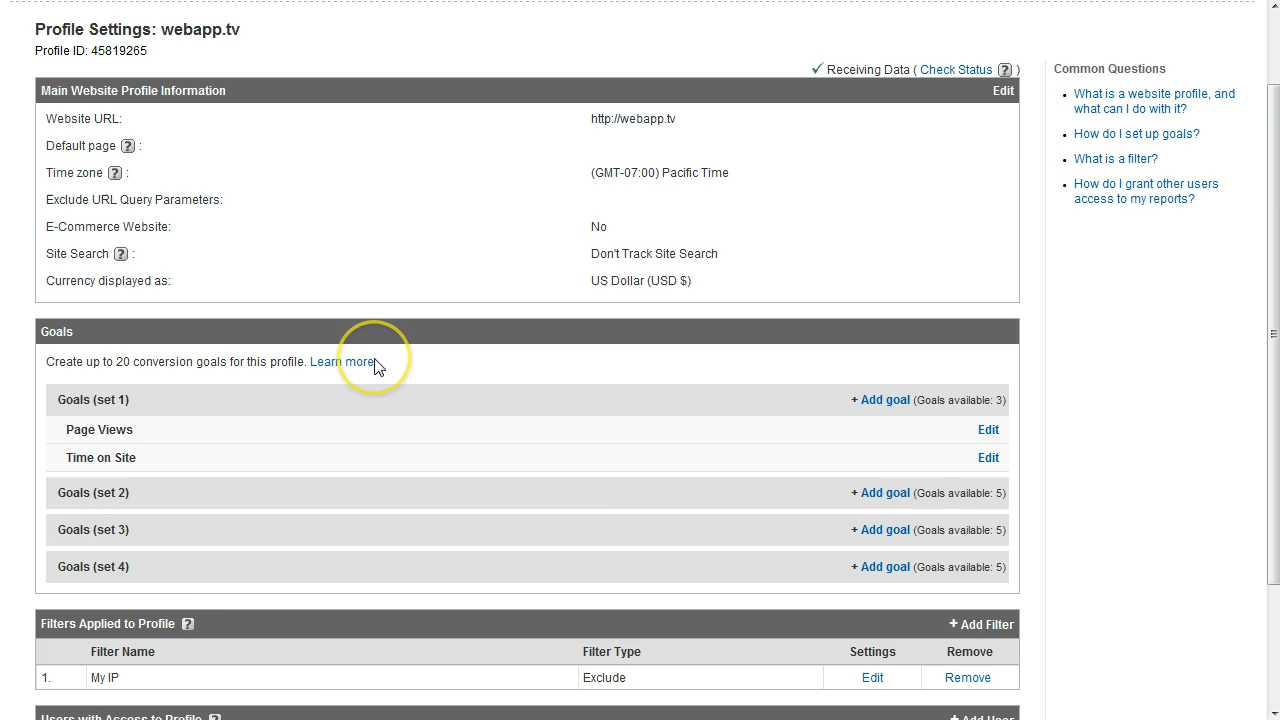 Profile Settings: webapp.tv
Profile ID: 45819265
Receiving Data ( Check Status ? )
Main Website Profile Information Edit
Website URL: http://webapp.tv
Default page ? :
Time zone ? : (GMT-07:00) Pacific Time
Exclude URL Query Parameters:
E-Commerce Website: No
Site Search ? : Don't Track Site Search
Currency displayed as: US Dollar (USD $)
Goals
Create up to 20 conversion goals for this profile. Learn more.
Goals (set 1) + Add goal (Goals available: 3)
Page Views Edit
Time on Site Edit
Goals (set 2) + Add goal (Goals available: 5)
Goals (set 3) + Add goal (Goals available: 5)
Goals (set 4) + Add goal (Goals available: 5)
Filters Applied to Profile ? + Add Filter
Filter Name Filter Type Settings Remove
1. My IP Exclude Edit Remove
Users with Access to Profile ? + Add User
Common Questions
• What is a website profile, and
what can I do with it?
• How do I set up goals?
• What is a filter?
• How do I grant other users
access to my reports?